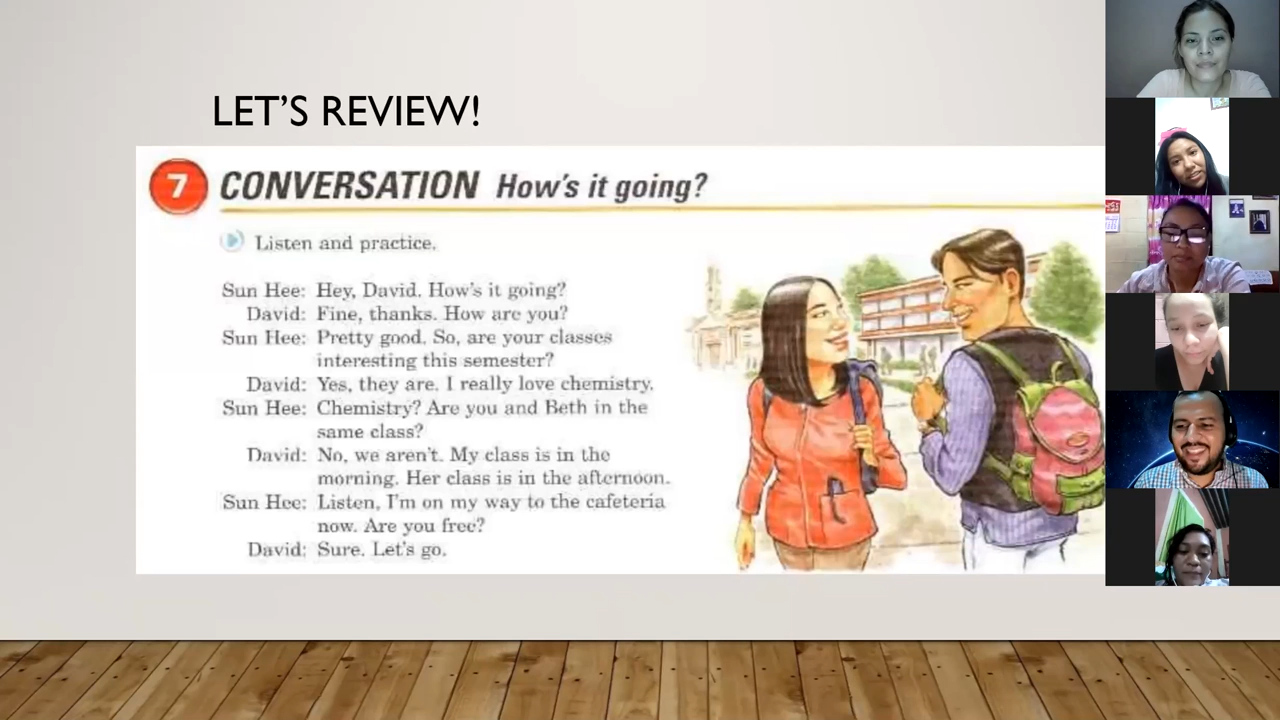 LET'S REVIEW!
7 CONVERSATION How's it going?
Listen and practice.
Sun Hee: Hey, David. How's it going?
David: Fine, thanks. How are you?
Sun Hee: Pretty good. So, are your classes
interesting this semester?
David: Yes, they are. I really love chemistry.
Sun Hee: Chemistry? Are you and Beth in the
same class?
David: No, we aren't. My class is in the
morning. Her class is in the afternoon.
Sun Hee: Listen, I'm on my way to the cafeteria
now. Are you free?
David: Sure. Let's go.